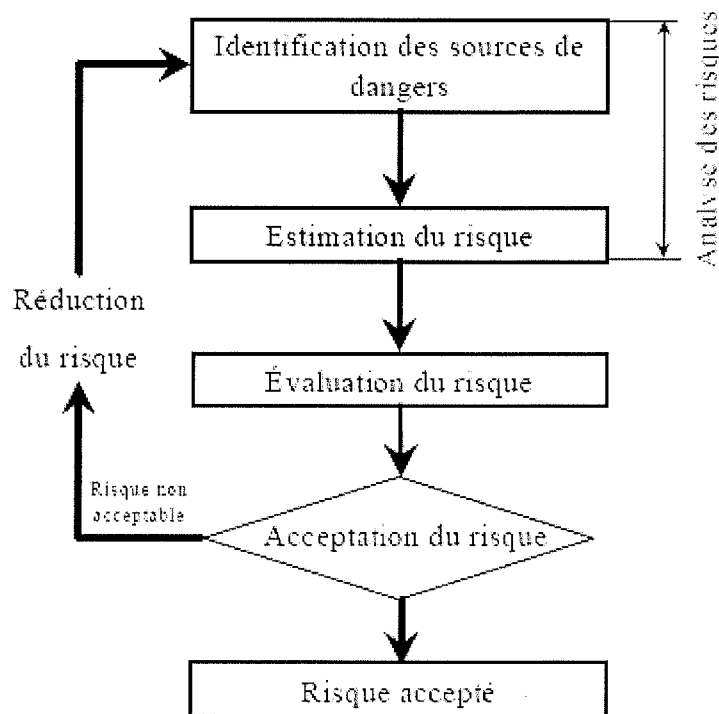 Identification des sources de
dangers
Analyse des risques
Estimation du risque
Réduction
du risque
Évaluation du risque
Risque non
acceptable
Acceptation du risque
Risque accepté